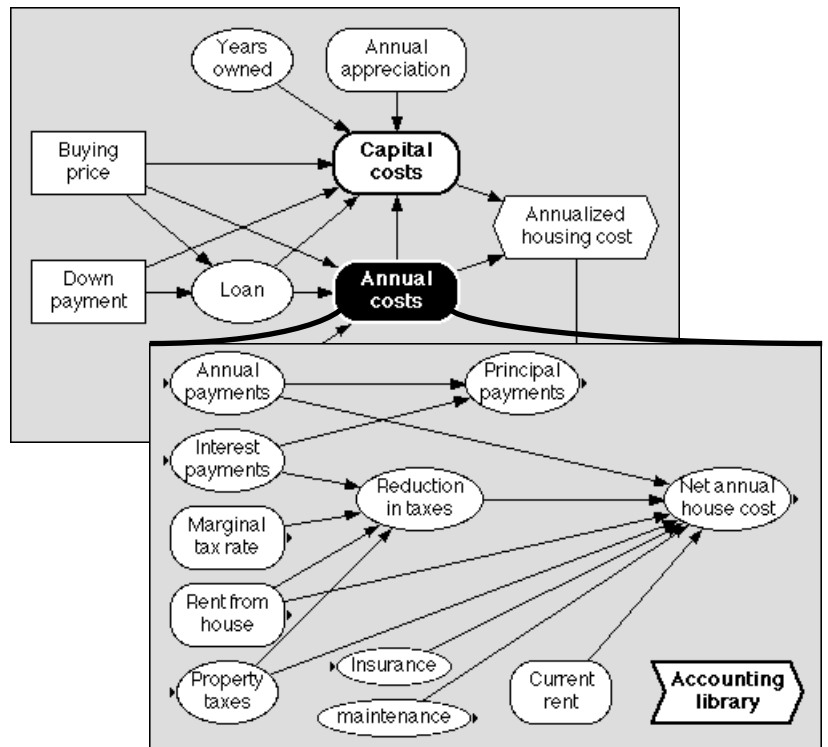 Years
owned
Annual
appreciation
Buying
price
Capital
costs
Annualized
housing cost
Down
payment
Loan
Annual
costs
Annual
payments
Principal
payments
Interest
payments
Reduction
in taxes
Net annual
house cost
Marginal
tax rate
Rent from
house
Property
taxes
Insurance
maintenance
Current
rent
Accounting
library